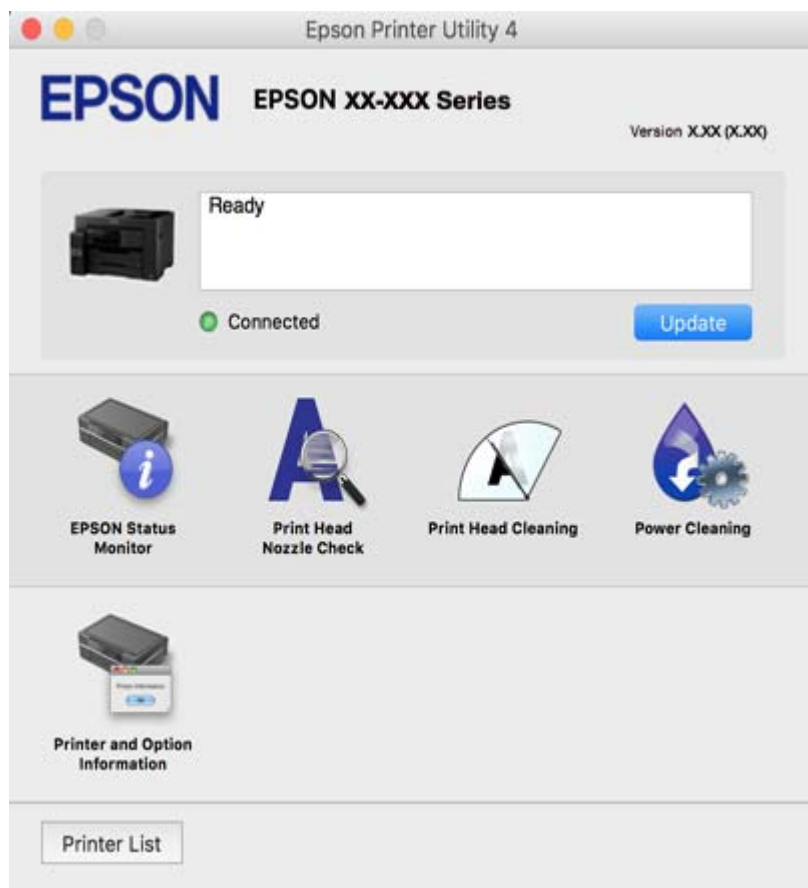 Epson Printer Utility 4
EPSON
EPSON XX-XXX Series
Version X.XX (X.XX)
Ready
Connected
Update
EPSON Status
Monitor
Print Head
Nozzle Check
Print Head Cleaning
Power Cleaning
Printer and Option
Information
Printer List